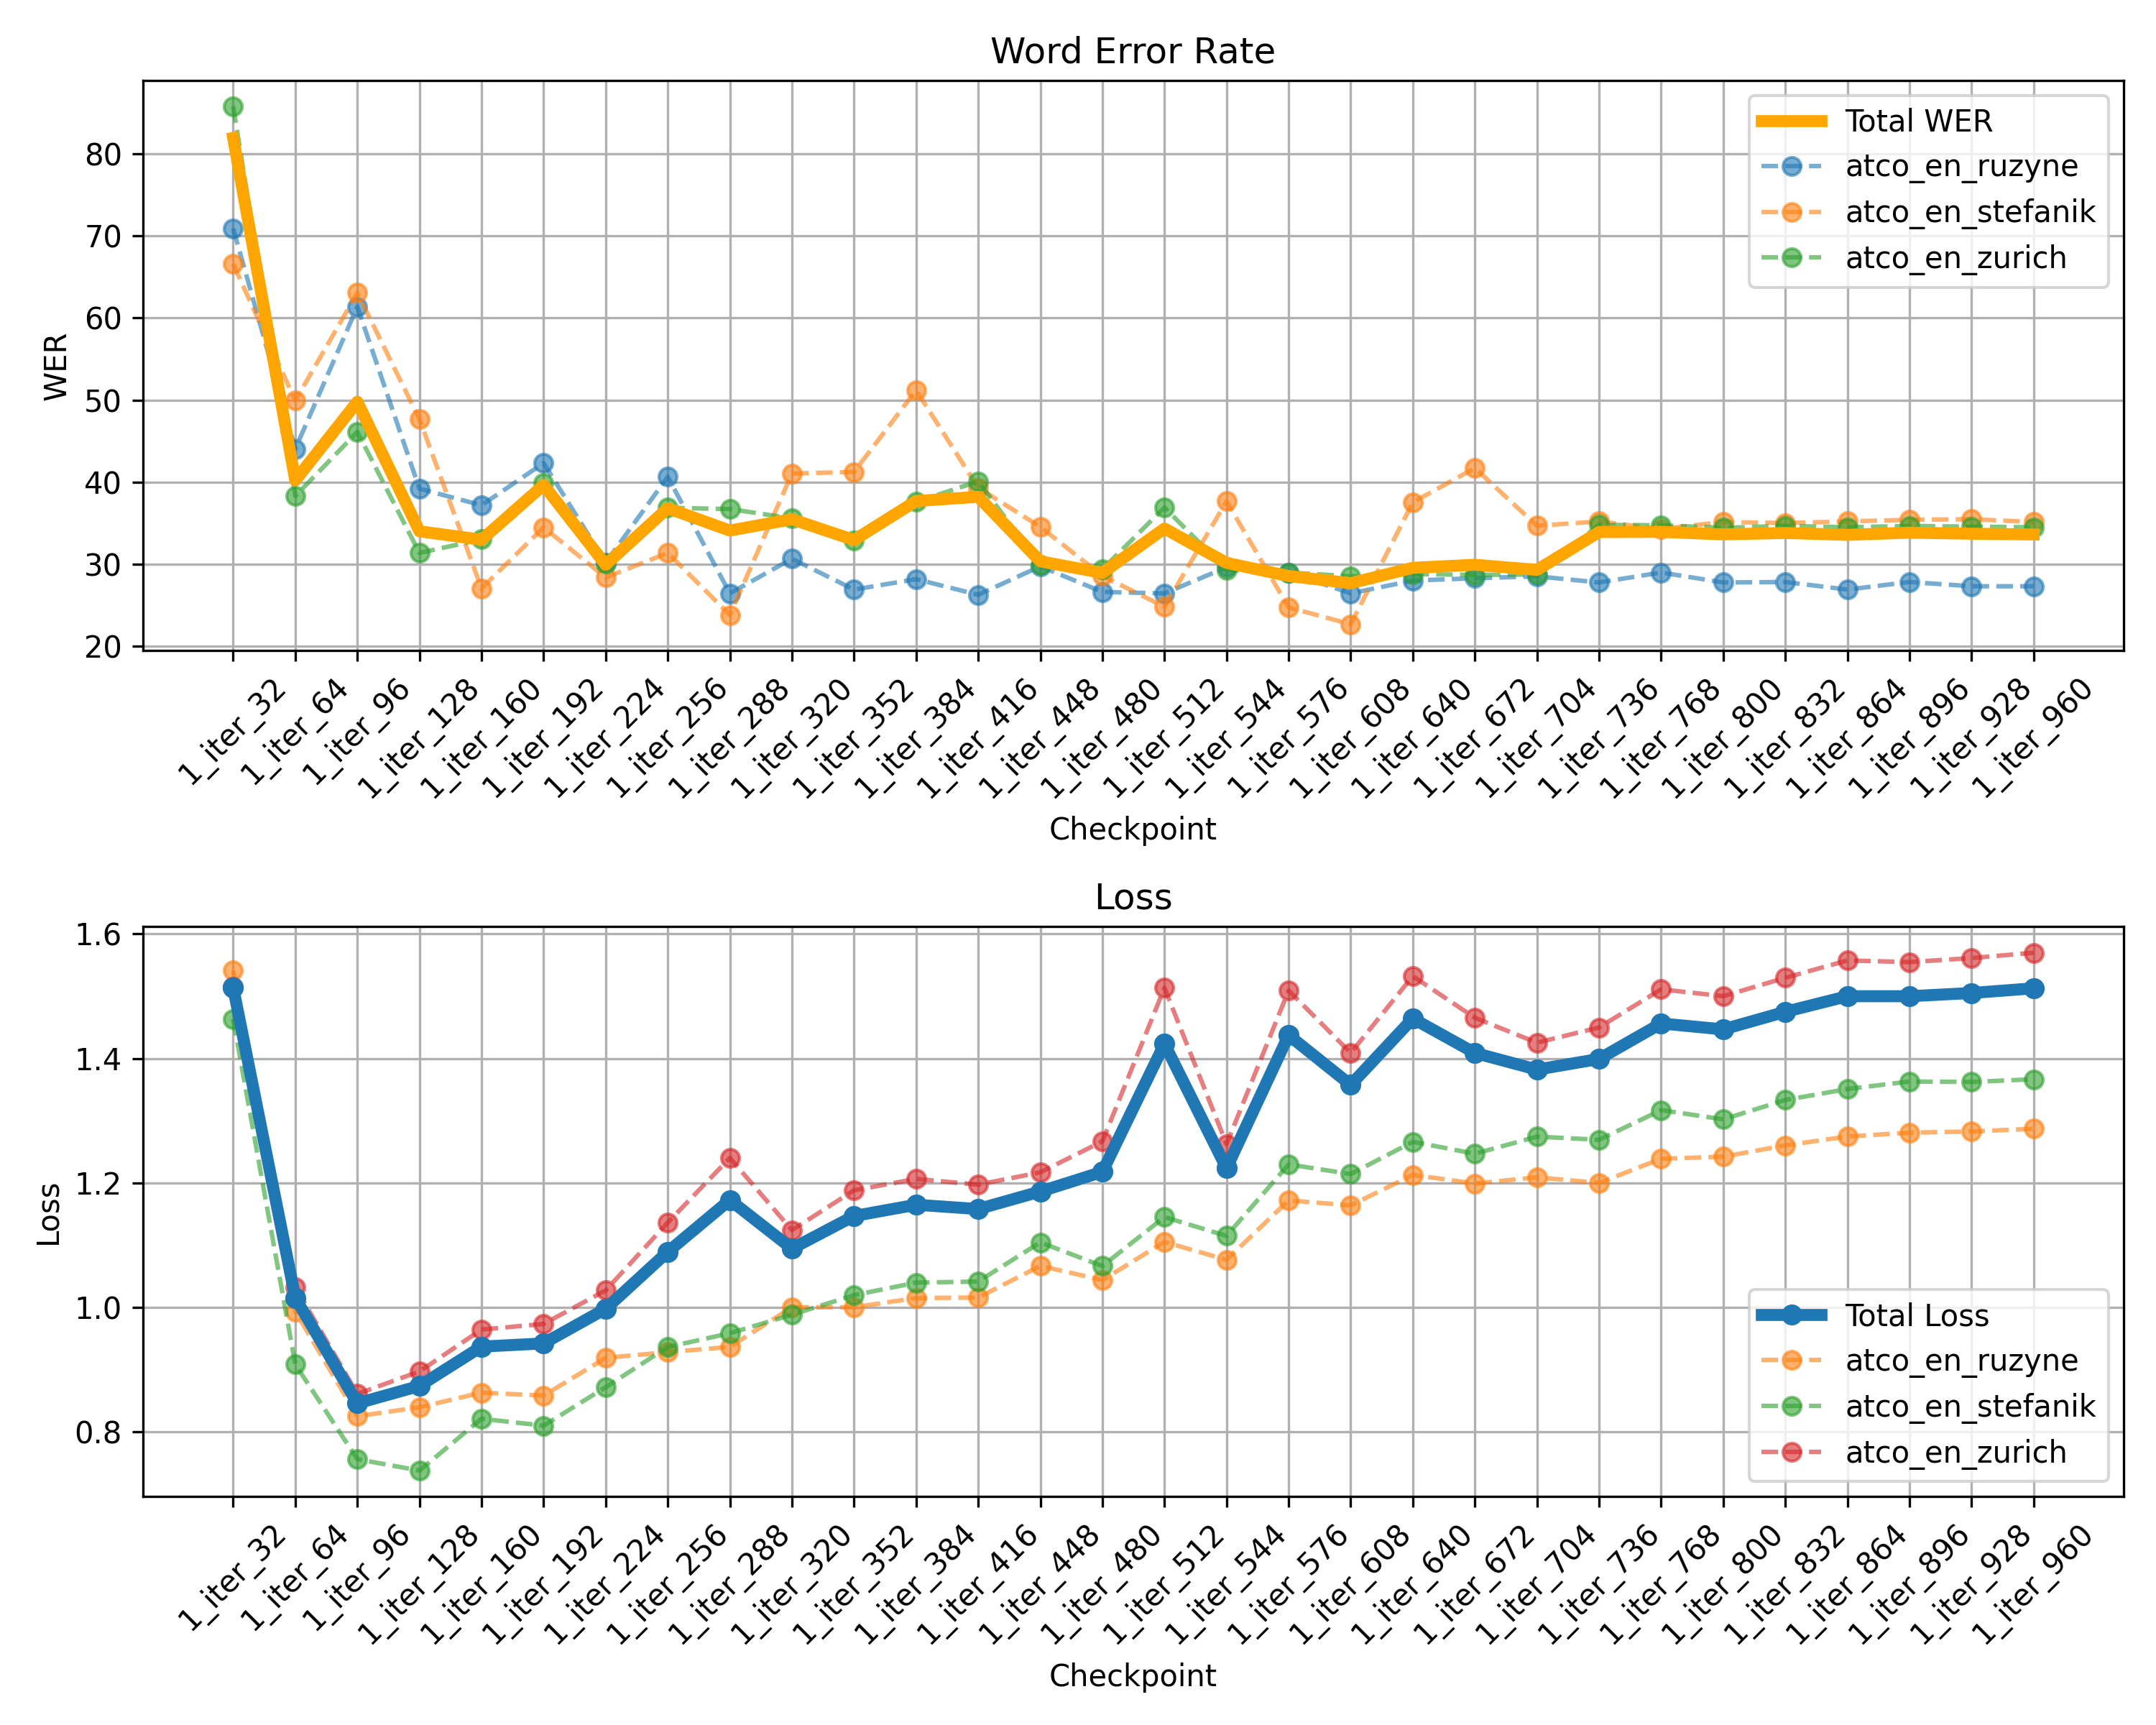 Word Error Rate
WER
80
70
60
50
40
30
20
Total WER
atco_en_ruzyne
atco_en_stefanik
atco_en_zurich
1_iter_32
1_iter_64
1_iter_96
1_iter_128
1_iter_160
1_iter_192
1_iter_224
1_iter_256
1_iter_288
1_iter_320
1_iter_352
1_iter_384
1_iter_416
1_iter_448
1_iter_480
1_iter_512
1_iter_544
1_iter_576
1_iter_608
1_iter_640
1_iter_672
1_iter_704
1_iter_736
1_iter_768
1_iter_800
1_iter_832
1_iter_864
1_iter_896
1_iter_928
1_iter_960
Checkpoint
Loss
Loss
1.6
1.4
1.2
1.0
0.8
Total Loss
atco_en_ruzyne
atco_en_stefanik
atco_en_zurich
1_iter_32
1_iter_64
1_iter_96
1_iter_128
1_iter_160
1_iter_192
1_iter_224
1_iter_256
1_iter_288
1_iter_320
1_iter_352
1_iter_384
1_iter_416
1_iter_448
1_iter_480
1_iter_512
1_iter_544
1_iter_576
1_iter_608
1_iter_640
1_iter_672
1_iter_704
1_iter_736
1_iter_768
1_iter_800
1_iter_832
1_iter_864
1_iter_896
1_iter_928
1_iter_960
Checkpoint